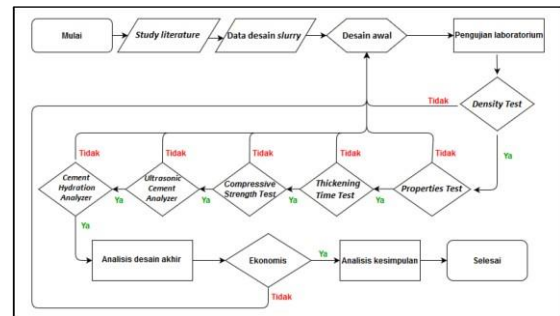 Mulai
Study literature
Data desain slurry
Desain awal
Pengujian laboratorium
Tidak
Density Test
Ya
Tidak
Tidak
Tidak
Tidak
Tidak
Cement
Hydration
Analyzer
Ya
Ultrasonic
Cement
Analyzer
Ya
Compressive
Strength Test
Ya
Thickening
Time Test
Ya
Properties Test
Ya
Analisis desain akhir
Ekonomis
Ya
Analisis kesimpulan
Selesai
Tidak